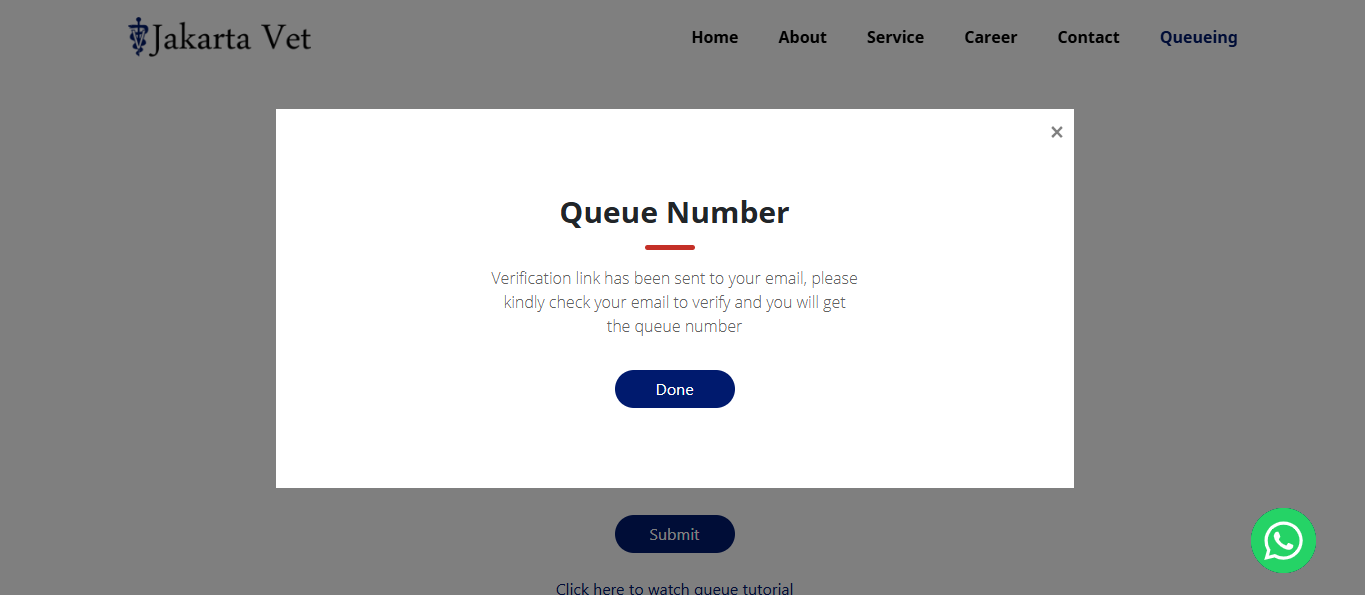 Jakarta Vet
Home About Service Career Contact Queueing
×
Queue Number
Verification link has been sent to your email, please
kindly check your email to verify and you will get
the queue number
Done
Submit
Click here to watch queue tutorial